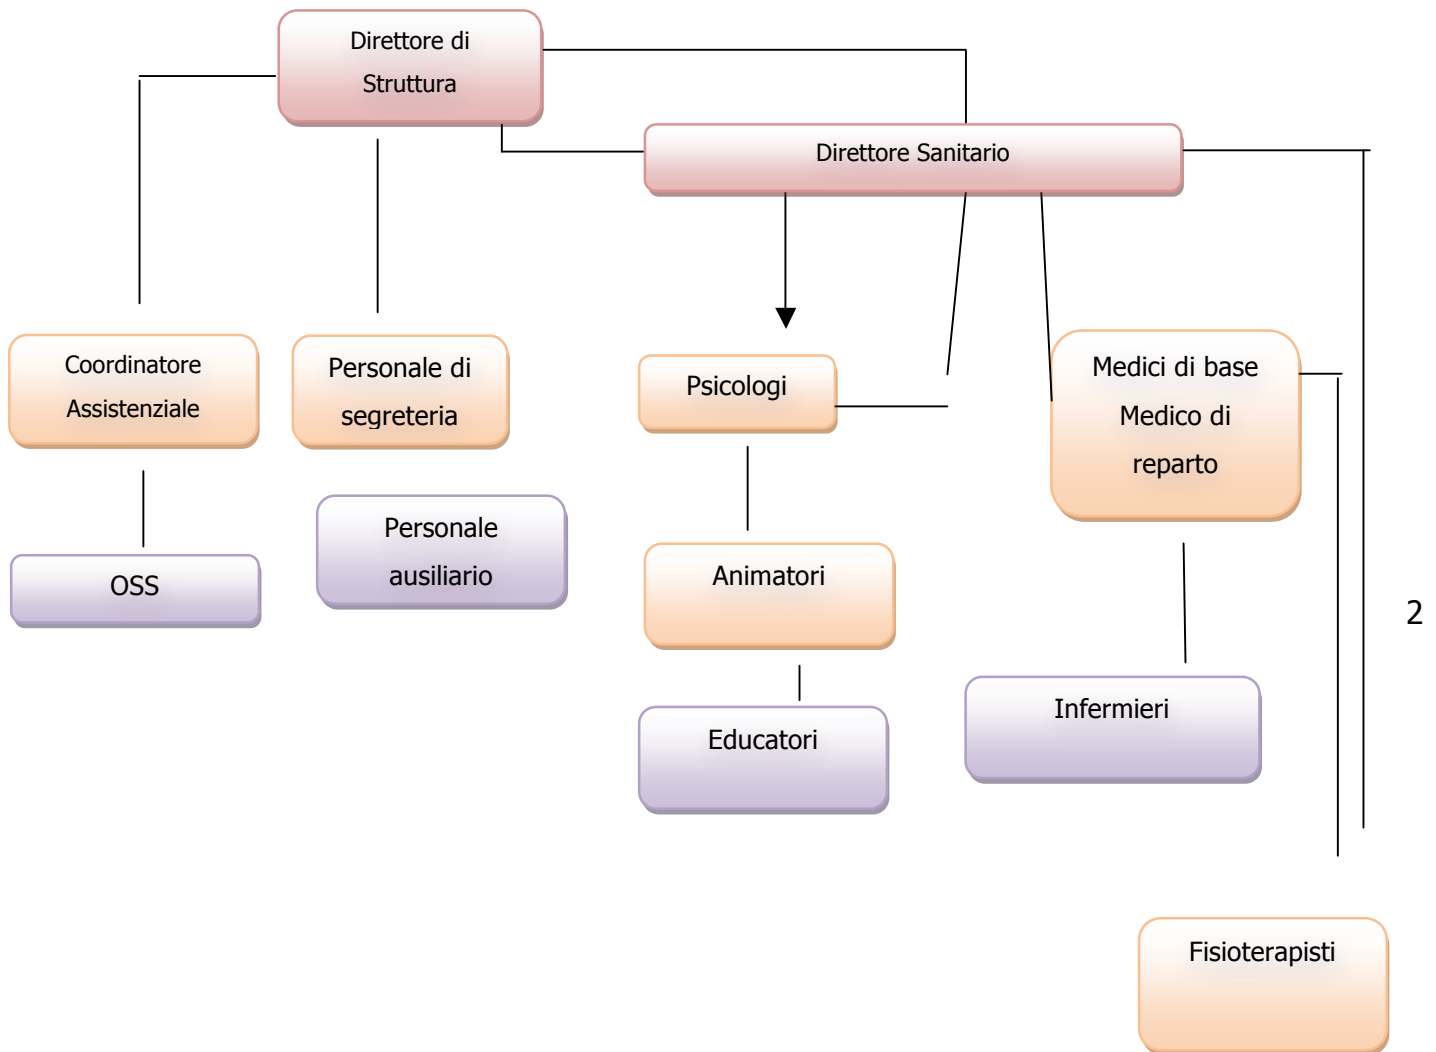 Direttore di
Struttura
Direttore Sanitario
Coordinatore
Assistenziale
Personale di
segreteria
Psicologi
Medici di base
Medico di
reparto
Personale
ausiliario
OSS
Animatori
2
Infermieri
Educatori
Fisioterapisti